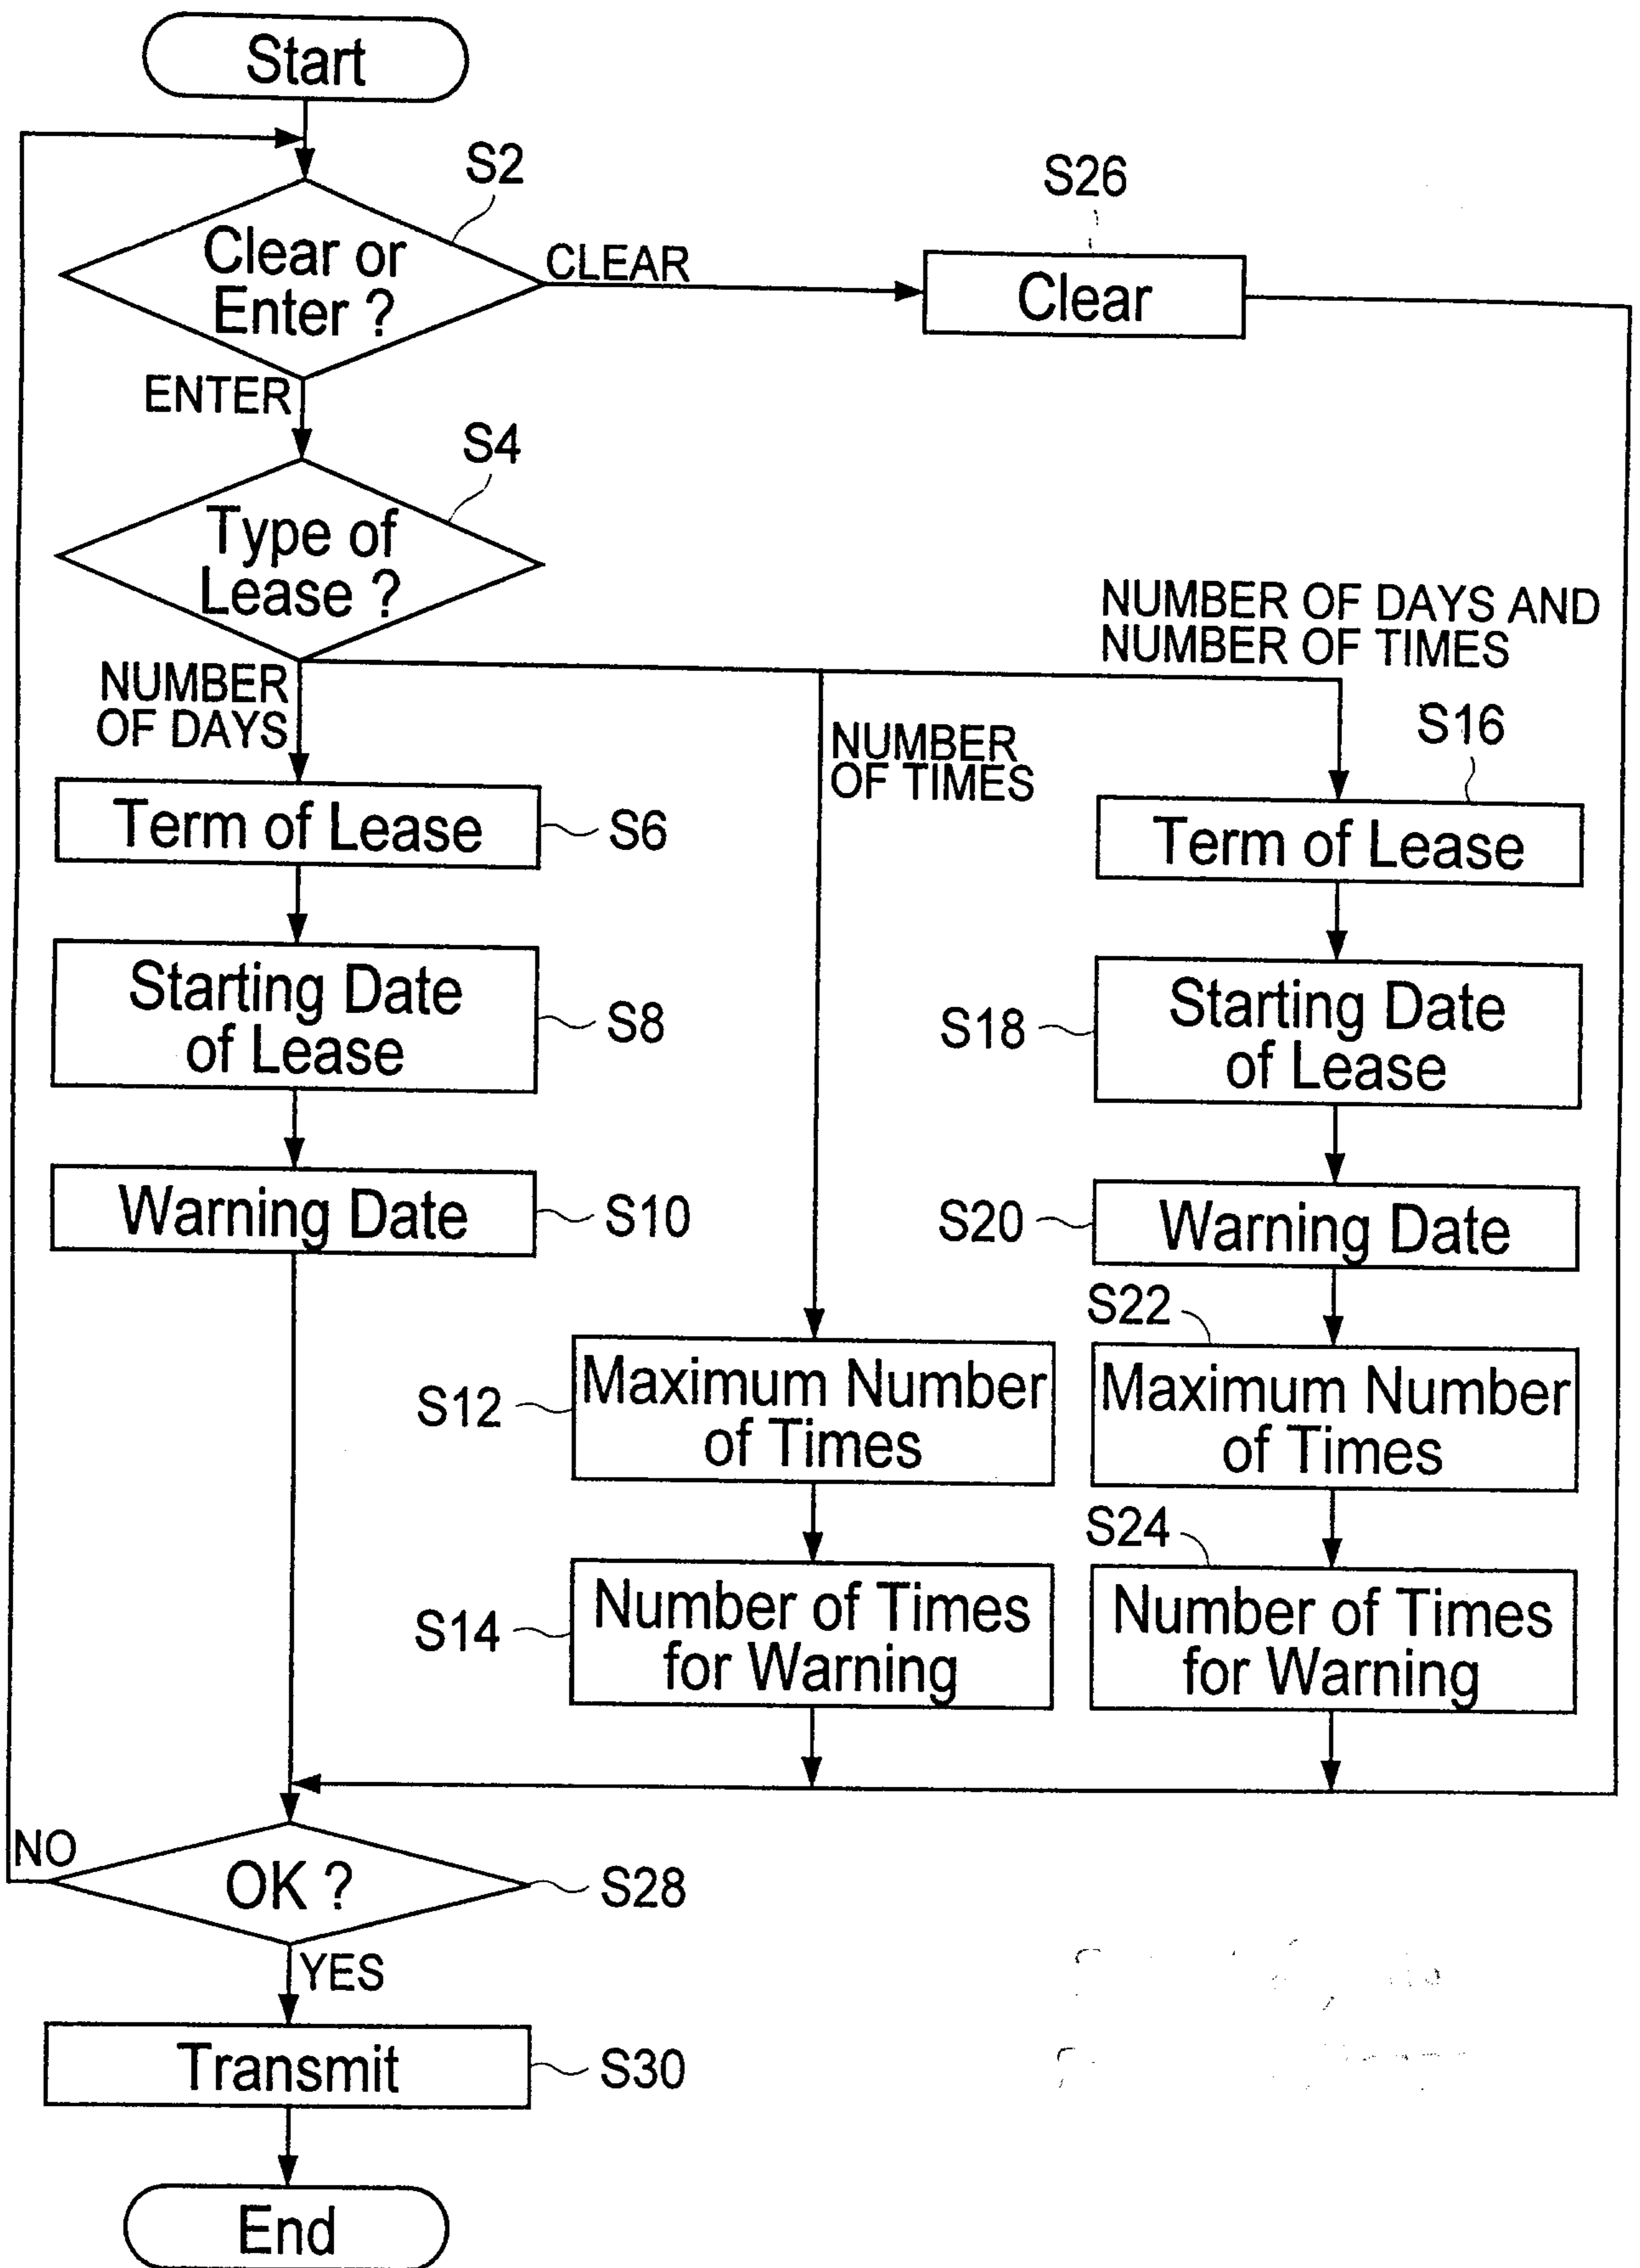 Start
S2
S26
Clear or
Enter ?
CLEAR
Clear
ENTER
S4
Type of
Lease ?
NUMBER OF DAYS AND
NUMBER OF TIMES
NUMBER
OF DAYS
NUMBER
OF TIMES
S16
Term of Lease
S6
Term of Lease
Starting Date
of Lease
S8
S18
Starting Date
of Lease
Warning Date
S10
S20
Warning Date
S22
S12
Maximum Number
of Times
Maximum Number
of Times
S24
S14
Number of Times
for Warning
Number of Times
for Warning
NO
OK ?
S28
YES
Transmit
S30
End